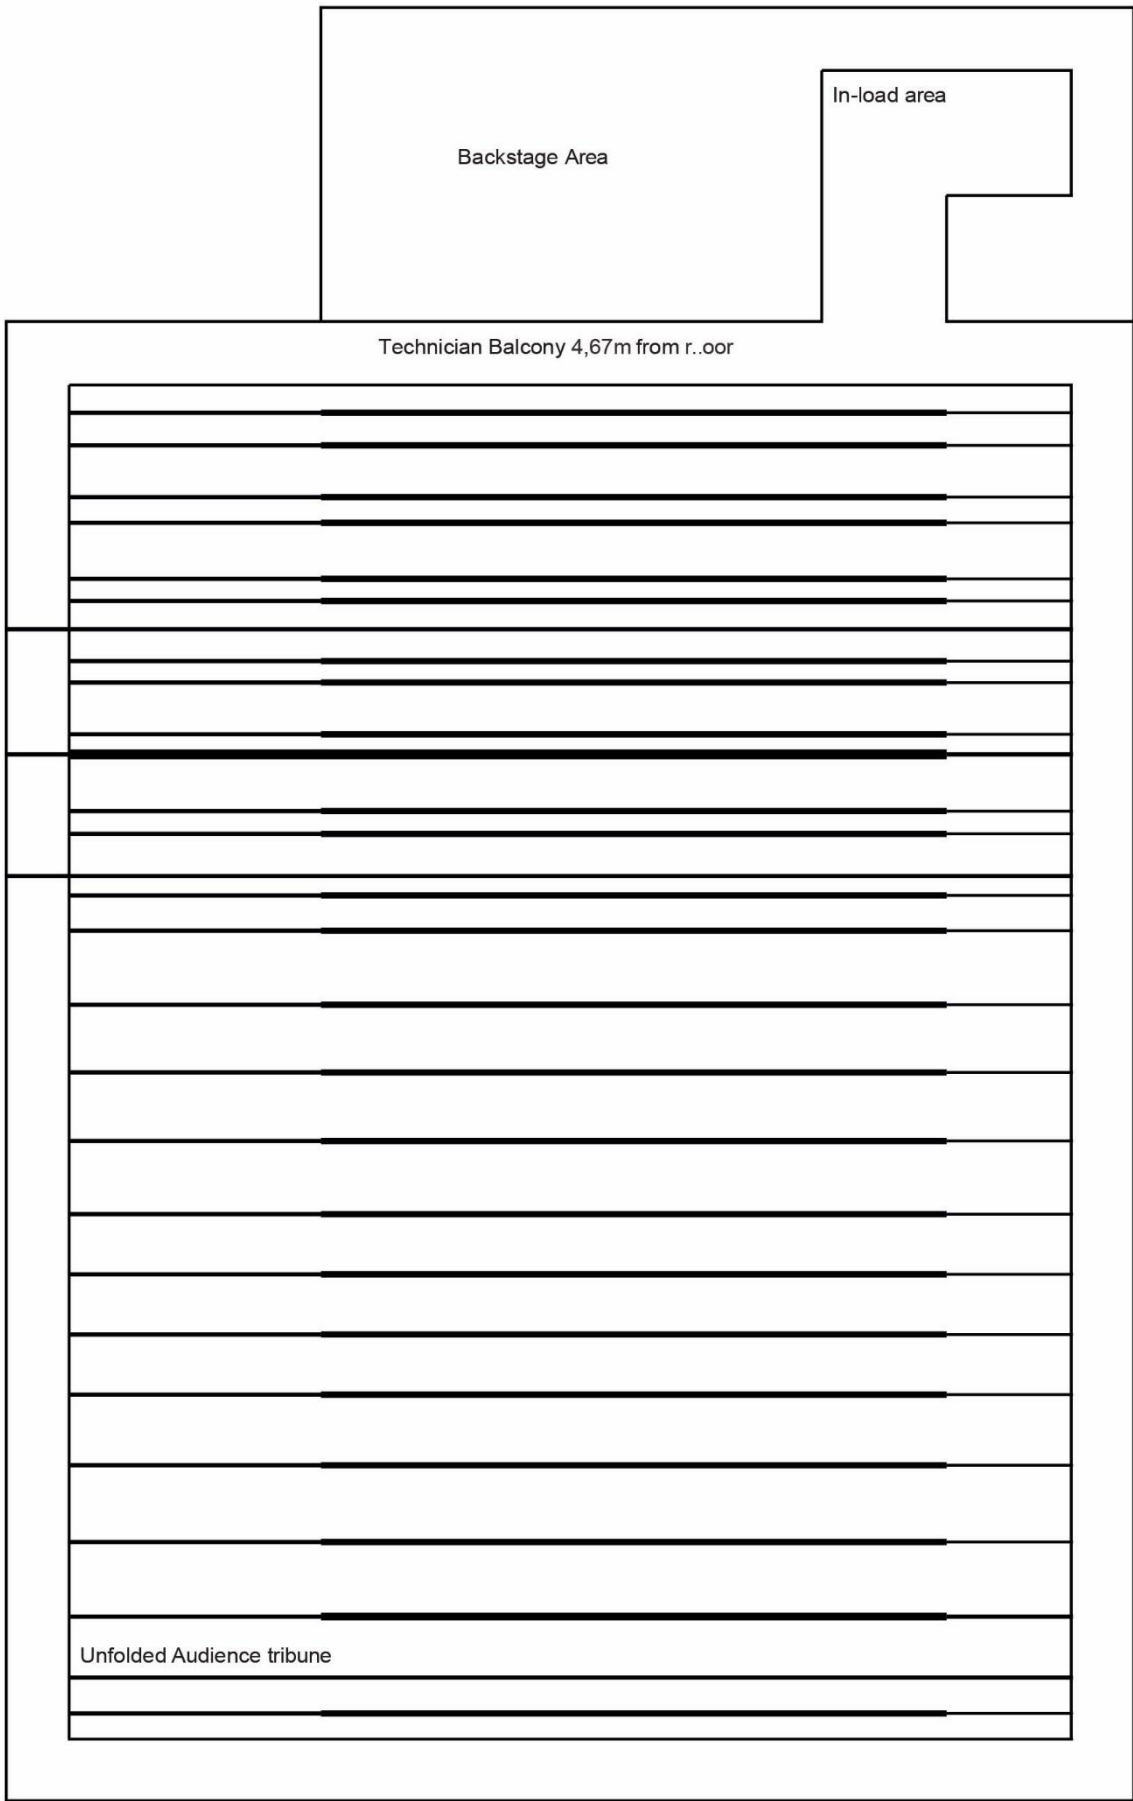 In-load area
Backstage Area
Technician Balcony 4,67m from r..oor
Unfolded Audience tribune